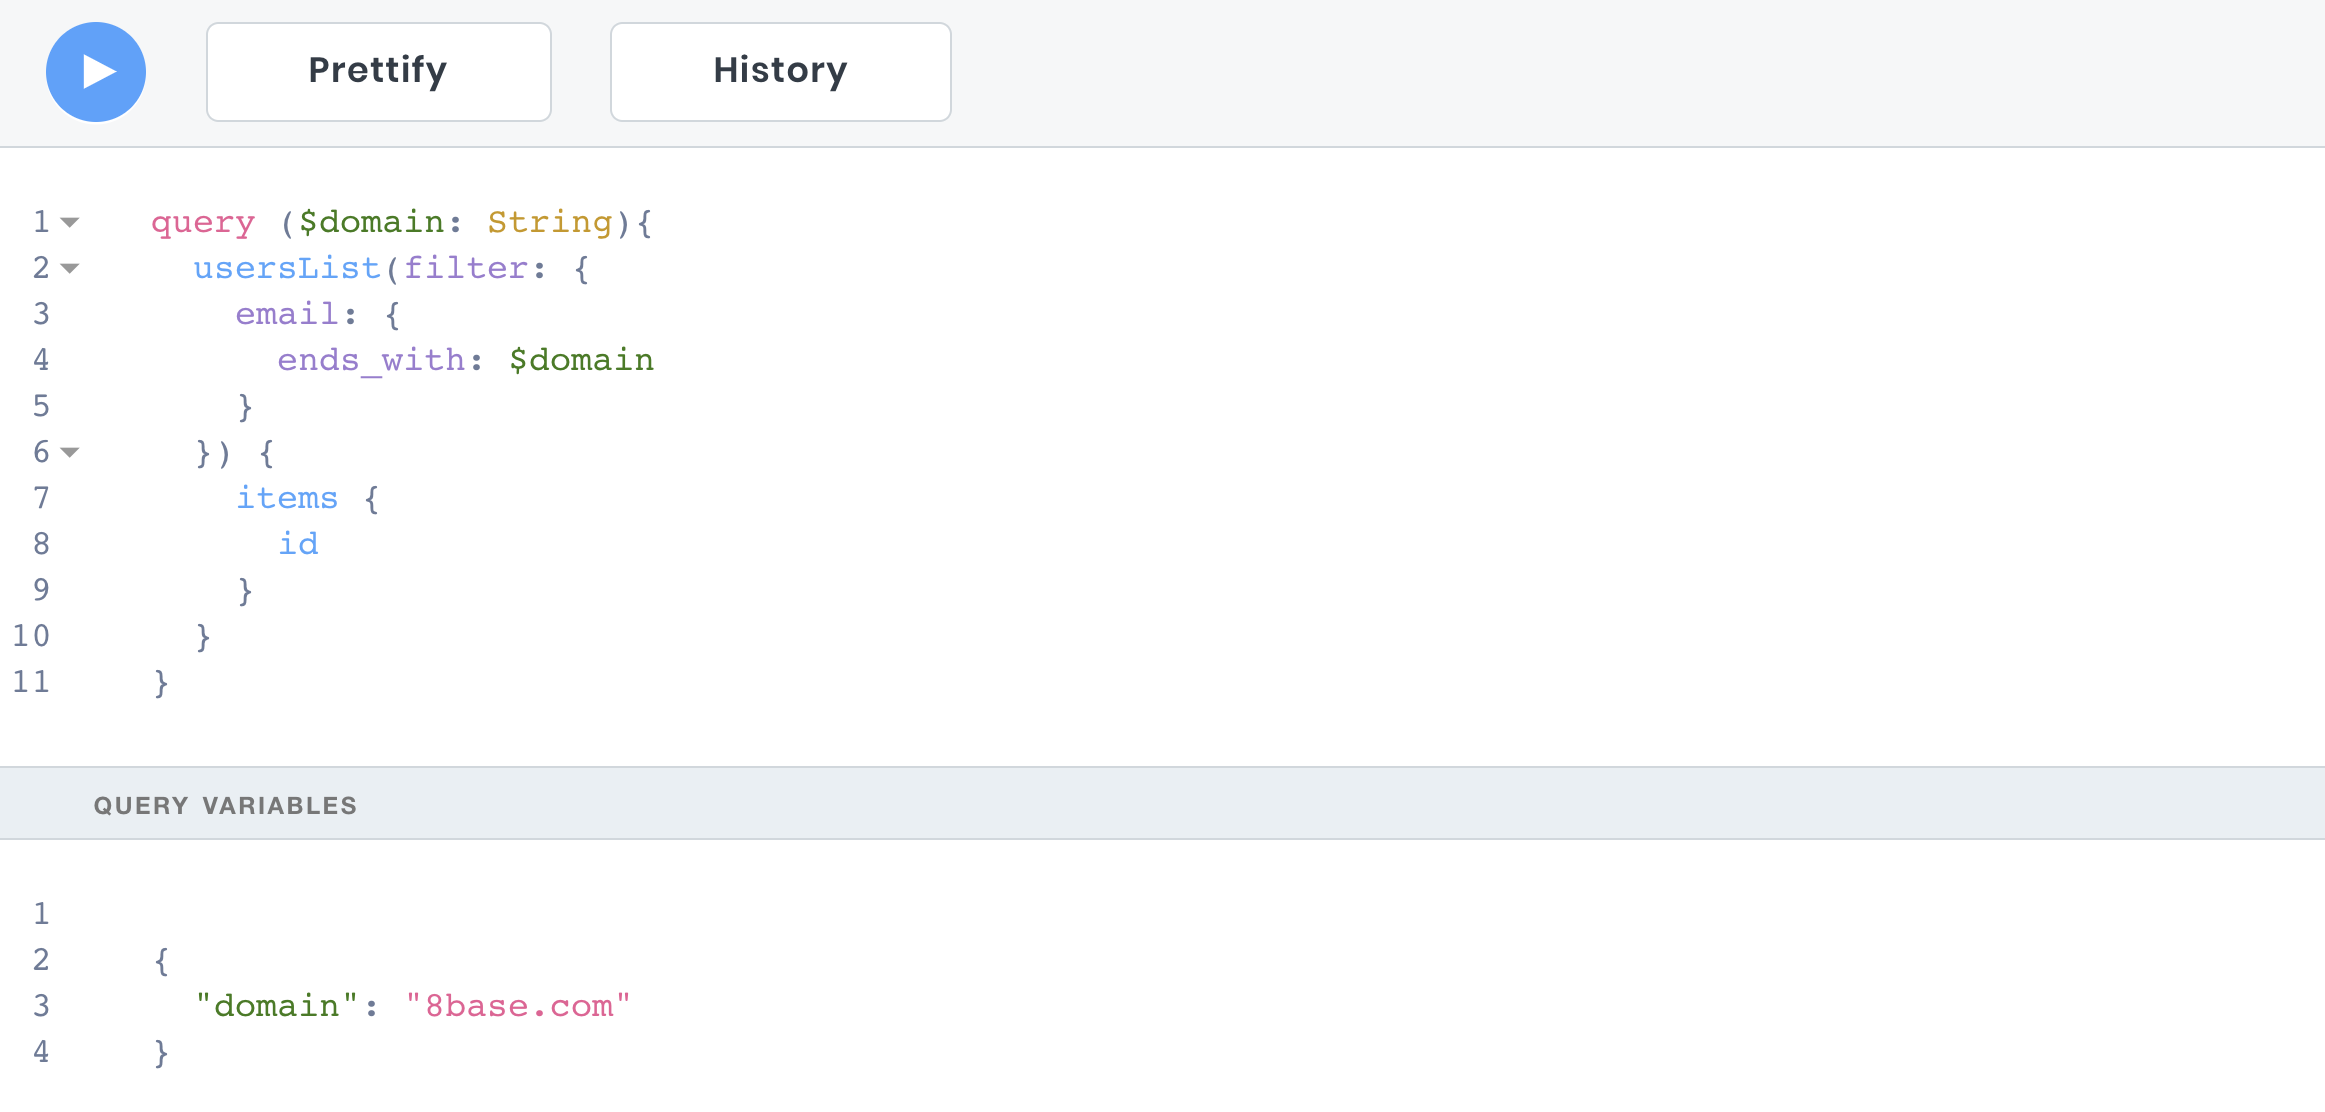 Prettify History
1 query ($domain: String){
2   usersList(filter: {
3     email: {
4       ends_with: $domain
5     }
6   }) {
7     items {
8       id
9     }
10   }
11 }
QUERY VARIABLES
1
2 {
3   "domain": "8base.com"
4 }